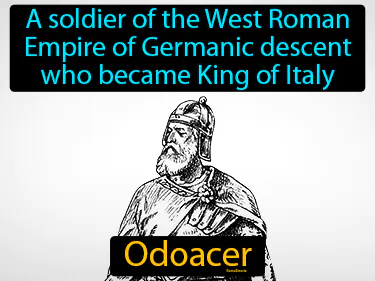 A soldier of the West Roman
Empire of Germanic descent
who became King of Italy
Odoacer